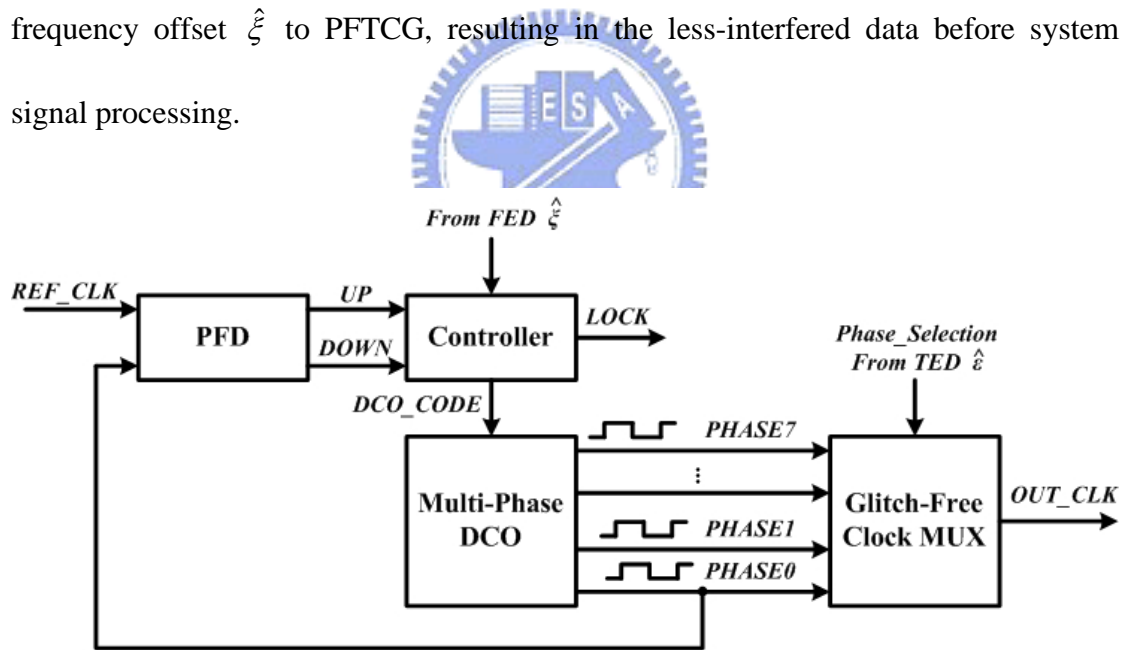 frequency offset ξ̂ to PFTCG, resulting in the less-interfered data before system
signal processing.
ESA
From FED ξ̂
REF_CLK
UP
PFD
DOWN
Controller
LOCK
DCO_CODE
Phase_Selection
From TED ε̂
Multi-Phase
DCO
PHASE7
⋮
PHASE1
PHASE0
Glitch-Free
Clock MUX
OUT_CLK